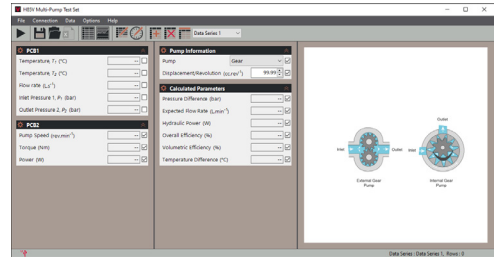 H85V Multi-Pump Test Set
File Connection Data Options Help
Data Series 1
PCB1
Temperature, T₁ (°C) --
Temperature, T₂ (°C) --
Flow rate (L.s⁻¹) --
Inlet Pressure 1, P₁ (bar) --
Outlet Pressure 2, P₂ (bar) --
PCB2
Pump Speed (rev.min⁻¹) --
Torque (Nm) --
Power (W) --
Pump Information
Pump Gear
Displacement/Revolution (cc.rev⁻¹) 99.99
Calculated Parameters
Pressure Difference (bar) --
Expected Flow Rate (L.min⁻¹) --
Hydraulic Power (W) --
Overall Efficiency (%) --
Volumetric Efficiency (%) --
Temperature Difference (°C) --
Outlet
Inlet Outlet Inlet
External Gear
Pump
Internal Gear
Pump
Data Series : Data Series 1, Rows : 0